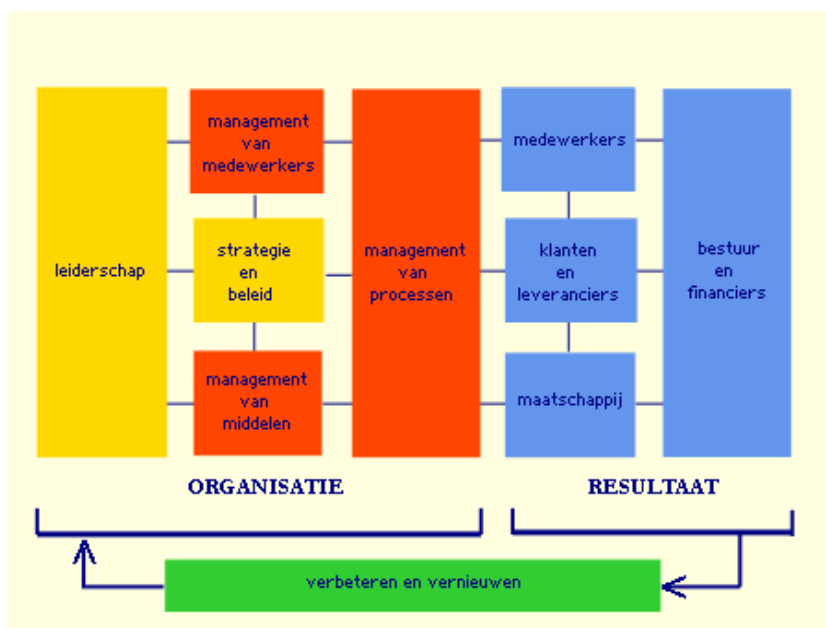 leiderschap
management
van
medewerkers
strategie
en
beleid
management
van
middelen
management
van
processen
medewerkers
klanten
en
leveranciers
maatschappij
bestuur
en
financiers
ORGANISATIE
RESULTAAT
verbeteren en vernieuwen